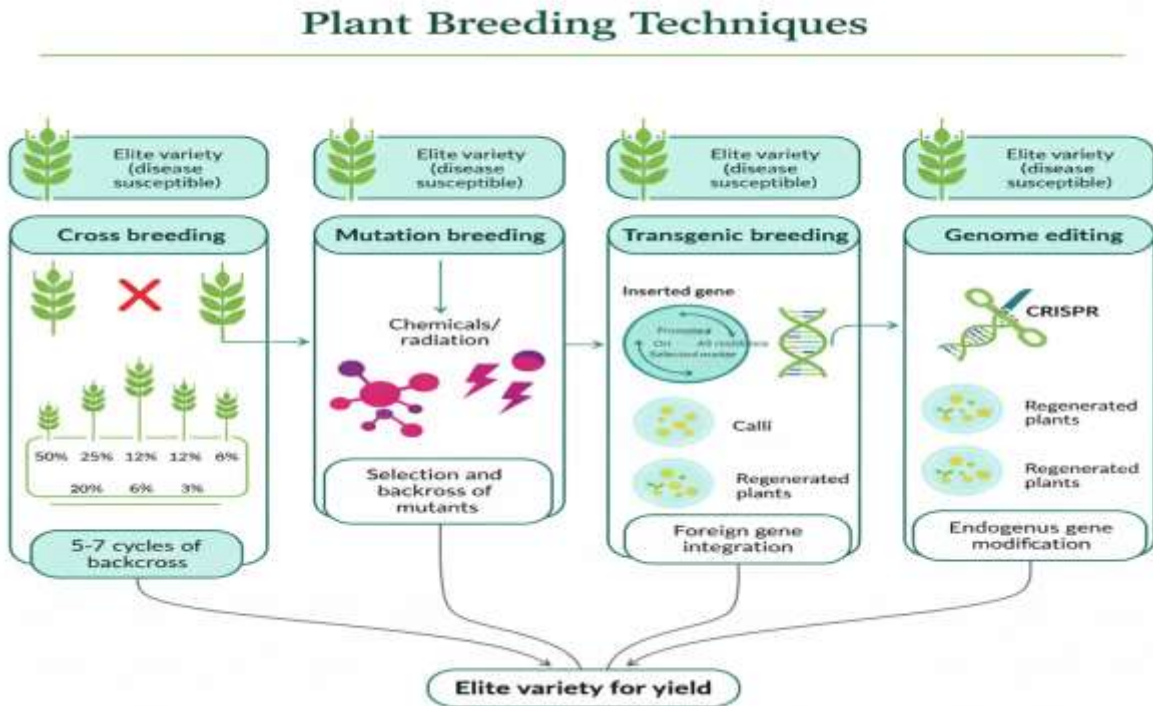 Plant Breeding Techniques
Elite variety
(disease
susceptible)
Elite variety
(disease
susceptible)
Elite variety
(disease
susceptible)
Elite variety
(disease
susceptible)
Cross breeding
50% 25% 12% 12% 6%
20% 6% 3%
5-7 cycles of
backcross
Mutation breeding
Chemicals/
radiation
Selection and
backross of
mutants
Transgenic breeding
Inserted gene
Ori
Calli
Regenerated
plants
Foreign gene
integration
Genome editing
CRISPR
Regenerated
plants
Regenerated
plants
Endogenus gene
modification
Elite variety for yield